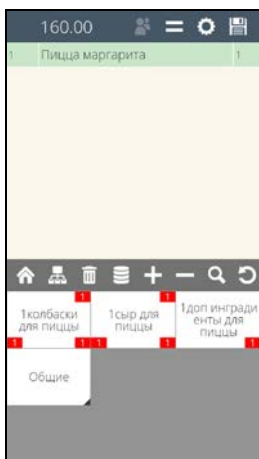 160.00
1 Пицца маргарита 1
1 1
1колбаски
для пиццы
1сыр для
пиццы
1доп ингради
енты для
пиццы
1 1 1 1 1
Общие